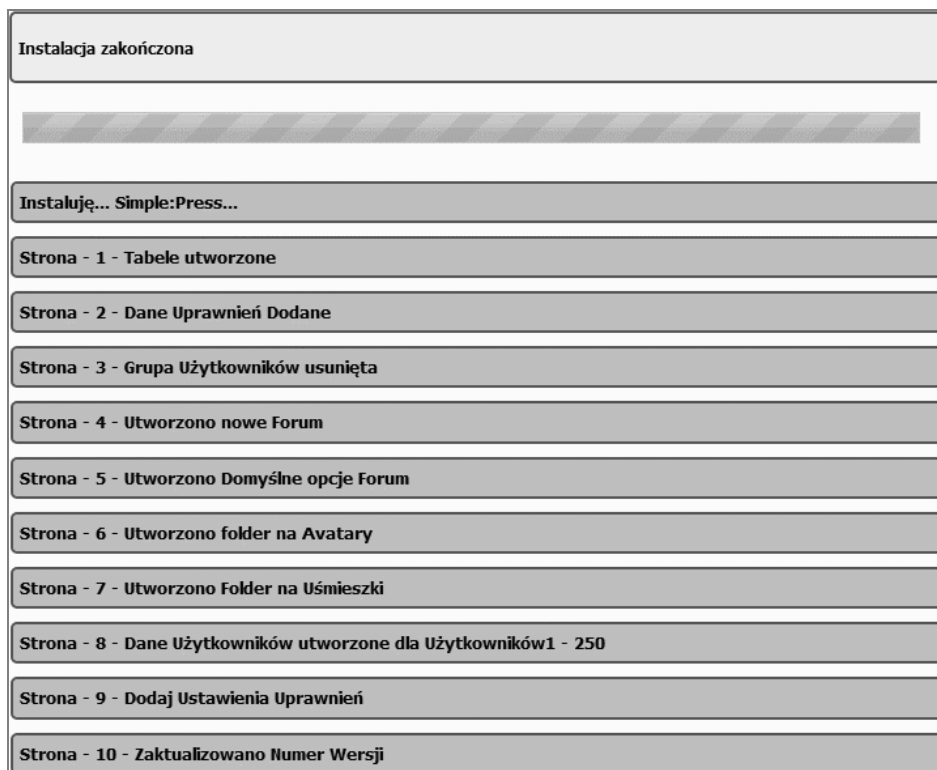 Instalacja zakończona
Instaluję... Simple:Press...
Strona - 1 - Tabele utworzone
Strona - 2 - Dane Uprawnień Dodane
Strona - 3 - Grupa Użytkowników usunięta
Strona - 4 - Utworzono nowe Forum
Strona - 5 - Utworzono Domyślne opcje Forum
Strona - 6 - Utworzono folder na Avatary
Strona - 7 - Utworzono Folder na Uśmieszki
Strona - 8 - Dane Użytkowników utworzone dla Użytkowników1 - 250
Strona - 9 - Dodaj Ustawienia Uprawnień
Strona - 10 - Zaktualizowano Numer Wersji